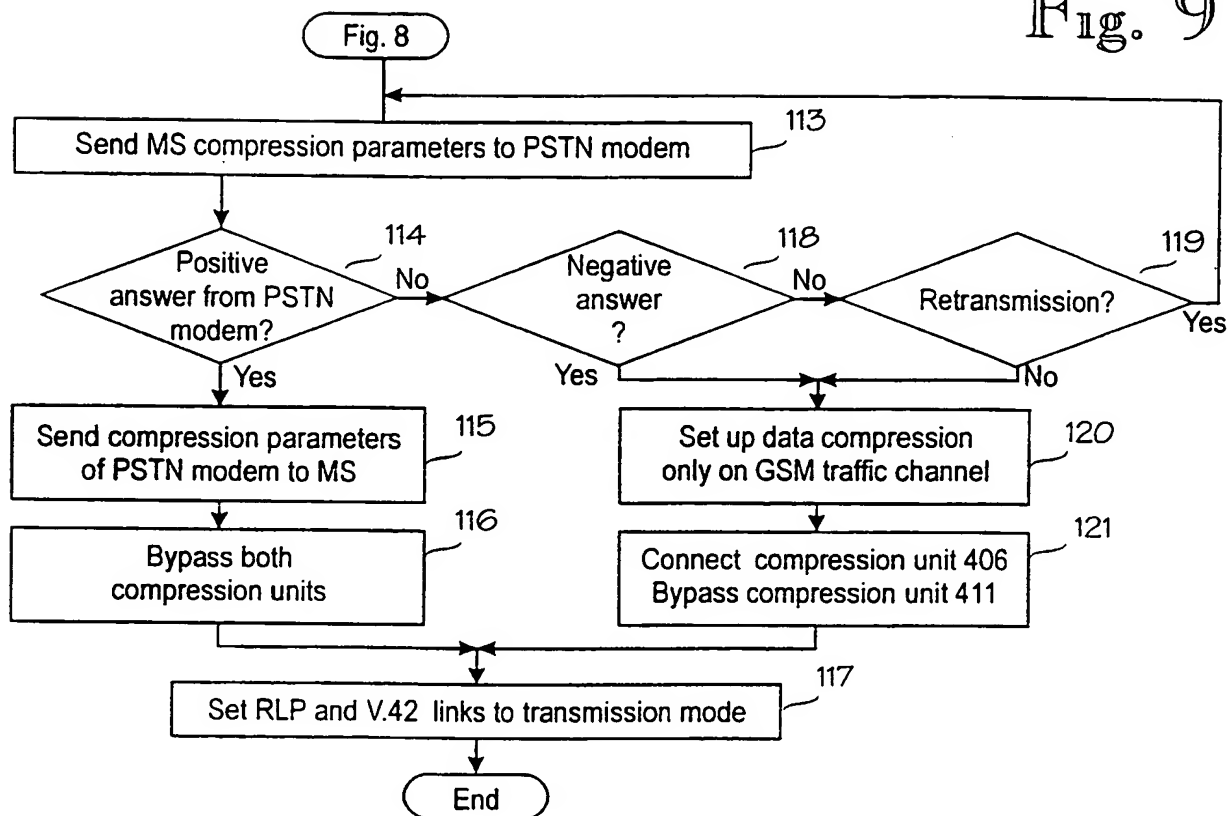 Fig. 9
Fig. 8
Send MS compression parameters to PSTN modem
113
Positive
answer from PSTN
modem?
114
No
Negative
answer
?
118
No
Retransmission?
119
Yes
Yes
Yes
No
Send compression parameters
of PSTN modem to MS
115
Set up data compression
only on GSM traffic channel
120
Bypass both
compression units
116
Connect compression unit 406
Bypass compression unit 411
121
Set RLP and V.42 links to transmission mode
117
End